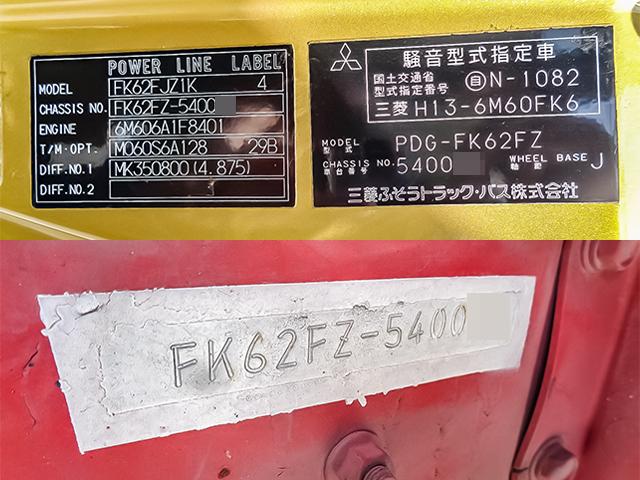 POWER LINE LABEL
MODEL FK62FJZ1K 4
CHASSIS NO. FK62FZ-5400
ENGINE 6M606A1F8401
T/M・OPT. M060S6A128 29B
DIFF.NO.1 MK350800(4.875)
DIFF.NO.2
騒音型式指定車
国土交通省
型式指定番号 自N-1082
三菱 H13-6M60FK6
MODEL
型式 PDG-FK62FZ
CHASSIS NO.
車台番号 5400 WHEEL BASE
軸距 J
三菱ふそうトラック・バス株式会社
FK62FZ-5400